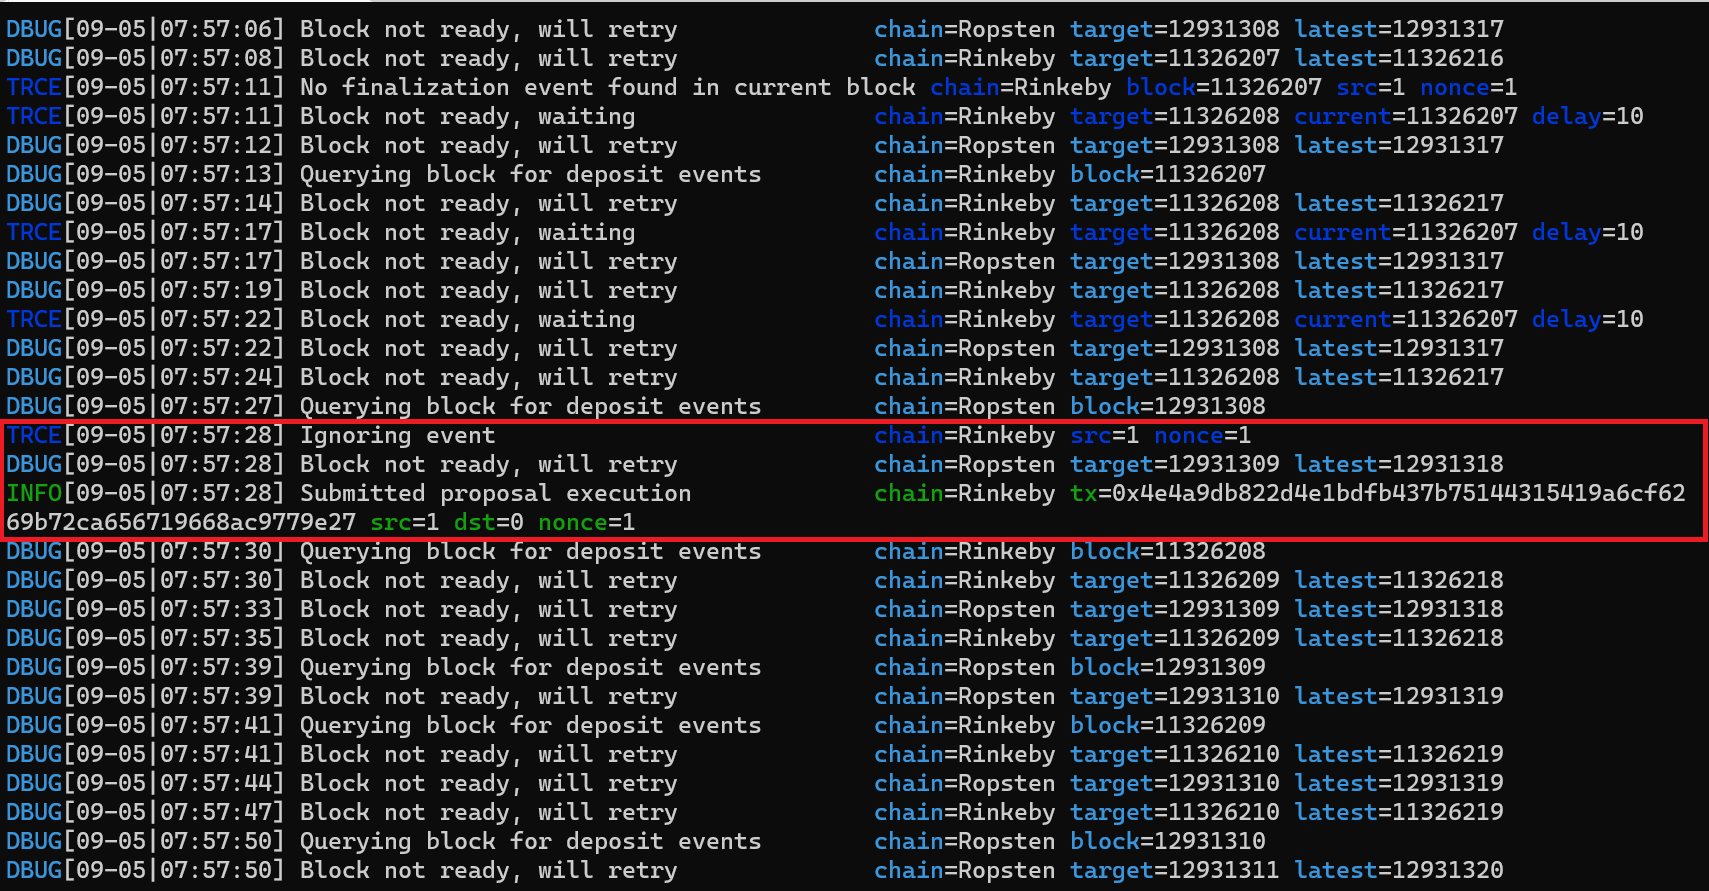 DBUG[09-05|07:57:06] Block not ready, will retry chain=Ropsten target=12931308 latest=12931317
DBUG[09-05|07:57:08] Block not ready, will retry chain=Rinkeby target=11326207 latest=11326216
TRCE[09-05|07:57:11] No finalization event found in current block chain=Rinkeby block=11326207 src=1 nonce=1
TRCE[09-05|07:57:11] Block not ready, waiting chain=Rinkeby target=11326208 current=11326207 delay=10
DBUG[09-05|07:57:12] Block not ready, will retry chain=Ropsten target=12931308 latest=12931317
DBUG[09-05|07:57:13] Querying block for deposit events chain=Rinkeby block=11326207
DBUG[09-05|07:57:14] Block not ready, will retry chain=Rinkeby target=11326208 latest=11326217
TRCE[09-05|07:57:17] Block not ready, waiting chain=Rinkeby target=11326208 current=11326207 delay=10
DBUG[09-05|07:57:17] Block not ready, will retry chain=Ropsten target=12931308 latest=12931317
DBUG[09-05|07:57:19] Block not ready, will retry chain=Rinkeby target=11326208 latest=11326217
TRCE[09-05|07:57:22] Block not ready, waiting chain=Rinkeby target=11326208 current=11326207 delay=10
DBUG[09-05|07:57:22] Block not ready, will retry chain=Ropsten target=12931308 latest=12931317
DBUG[09-05|07:57:24] Block not ready, will retry chain=Rinkeby target=11326208 latest=11326217
DBUG[09-05|07:57:27] Querying block for deposit events chain=Ropsten block=12931308
TRCE[09-05|07:57:28] Ignoring event chain=Rinkeby src=1 nonce=1
DBUG[09-05|07:57:28] Block not ready, will retry chain=Ropsten target=12931309 latest=12931318
INFO[09-05|07:57:28] Submitted proposal execution chain=Rinkeby tx=0x4e4a9db822d4e1bdfb437b75144315419a6cf62
69b72ca656719668ac9779e27 src=1 dst=0 nonce=1
DBUG[09-05|07:57:30] Querying block for deposit events chain=Rinkeby block=11326208
DBUG[09-05|07:57:30] Block not ready, will retry chain=Rinkeby target=11326209 latest=11326218
DBUG[09-05|07:57:33] Block not ready, will retry chain=Ropsten target=12931309 latest=12931318
DBUG[09-05|07:57:35] Block not ready, will retry chain=Rinkeby target=11326209 latest=11326218
DBUG[09-05|07:57:39] Querying block for deposit events chain=Ropsten block=12931309
DBUG[09-05|07:57:39] Block not ready, will retry chain=Ropsten target=12931310 latest=12931319
DBUG[09-05|07:57:41] Querying block for deposit events chain=Rinkeby block=11326209
DBUG[09-05|07:57:41] Block not ready, will retry chain=Rinkeby target=11326210 latest=11326219
DBUG[09-05|07:57:44] Block not ready, will retry chain=Ropsten target=12931310 latest=12931319
DBUG[09-05|07:57:47] Block not ready, will retry chain=Rinkeby target=11326210 latest=11326219
DBUG[09-05|07:57:50] Querying block for deposit events chain=Ropsten block=12931310
DBUG[09-05|07:57:50] Block not ready, will retry chain=Ropsten target=12931311 latest=12931320